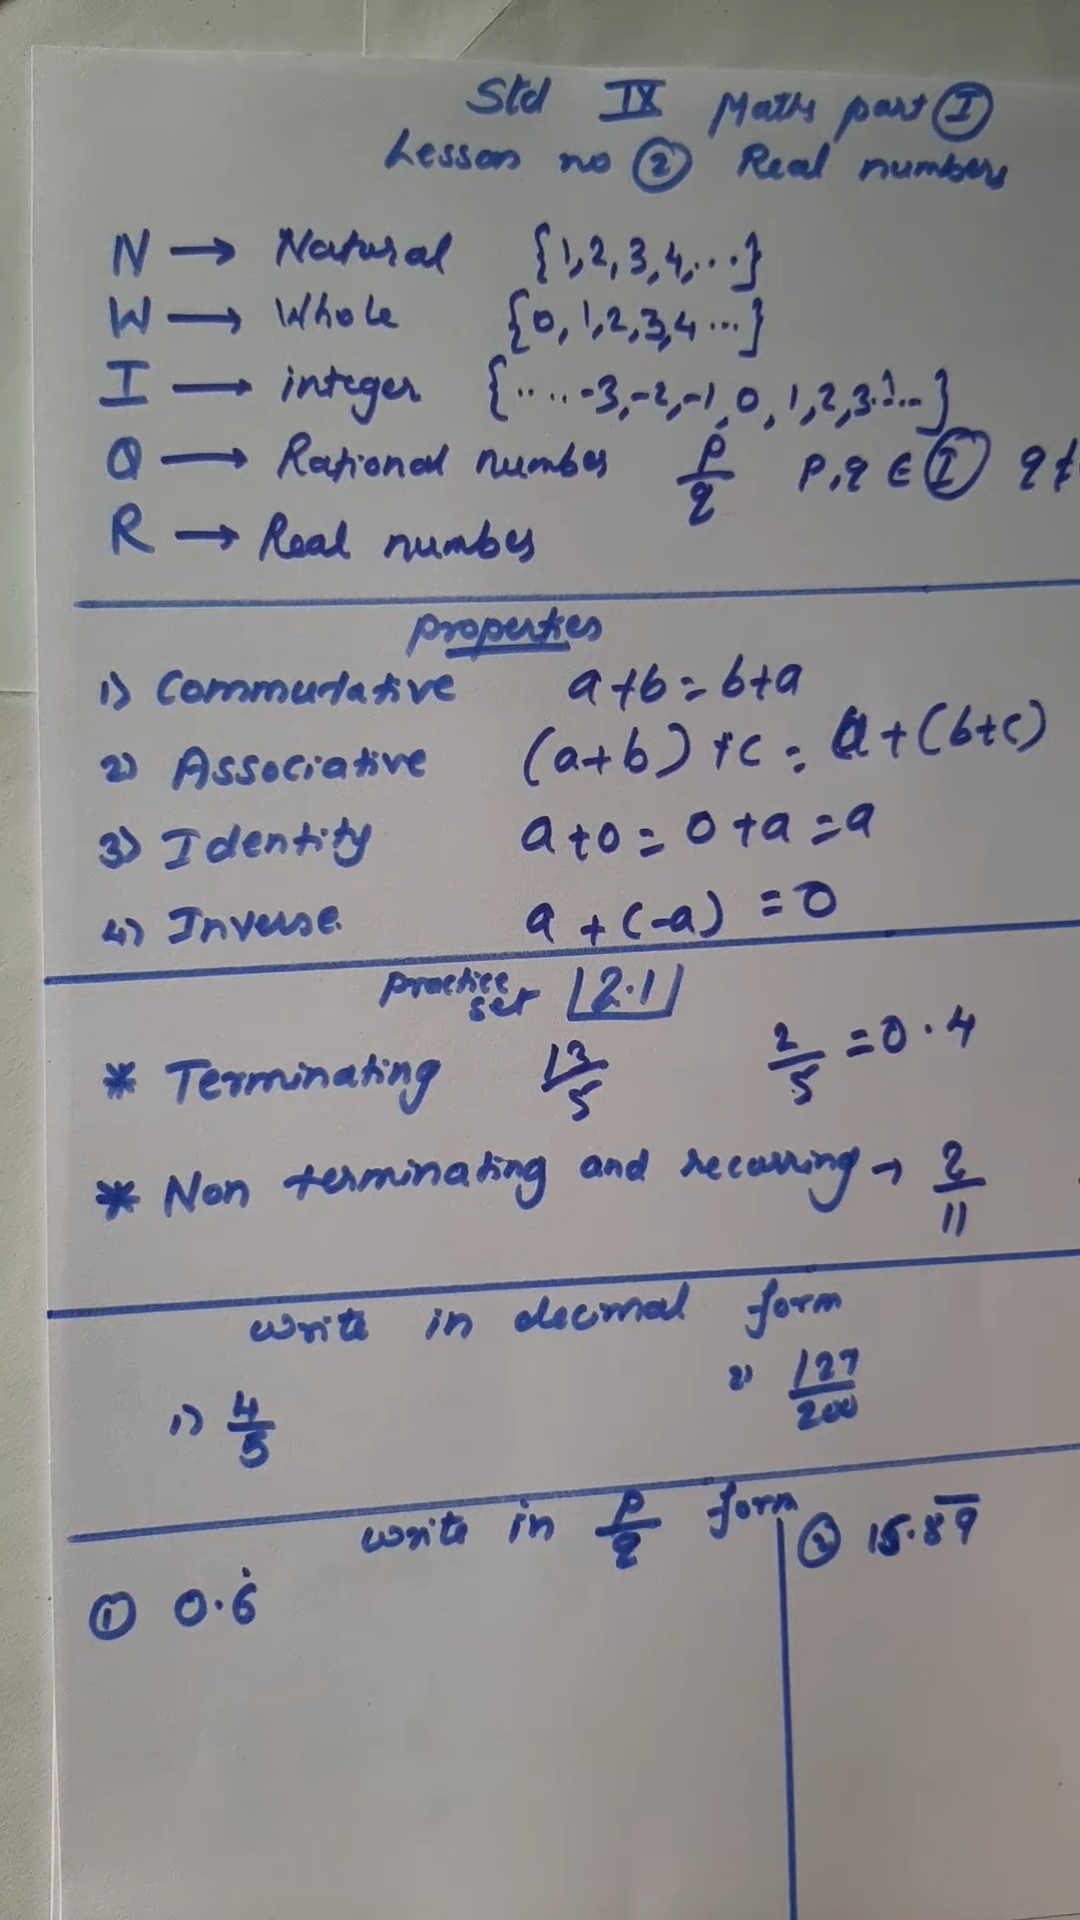 Std IX Maths part I
Lesson no 2 Real numbers
N → Natural {1,2,3,4,...}
W → Whole {0,1,2,3,4...}
I → integer {.....-3,-2,-1,0,1,2,3.....}
Q → Rational number p/q p,q ∈ I q ≠
R → Real number
properties
1) Commutative a+b=b+a
2) Associative (a+b)+c=a+(b+c)
3) Identity a+0=0+a=a
4) Inverse. a+(-a)=0
practice set 2.1
* Terminating 13/5 2/5=0.4
* Non terminating and recurring → 2/11
write in decimal form
1) 4/5 2) 127/200
write in p/q form
① 0.6̇
② 15.8̅9̅